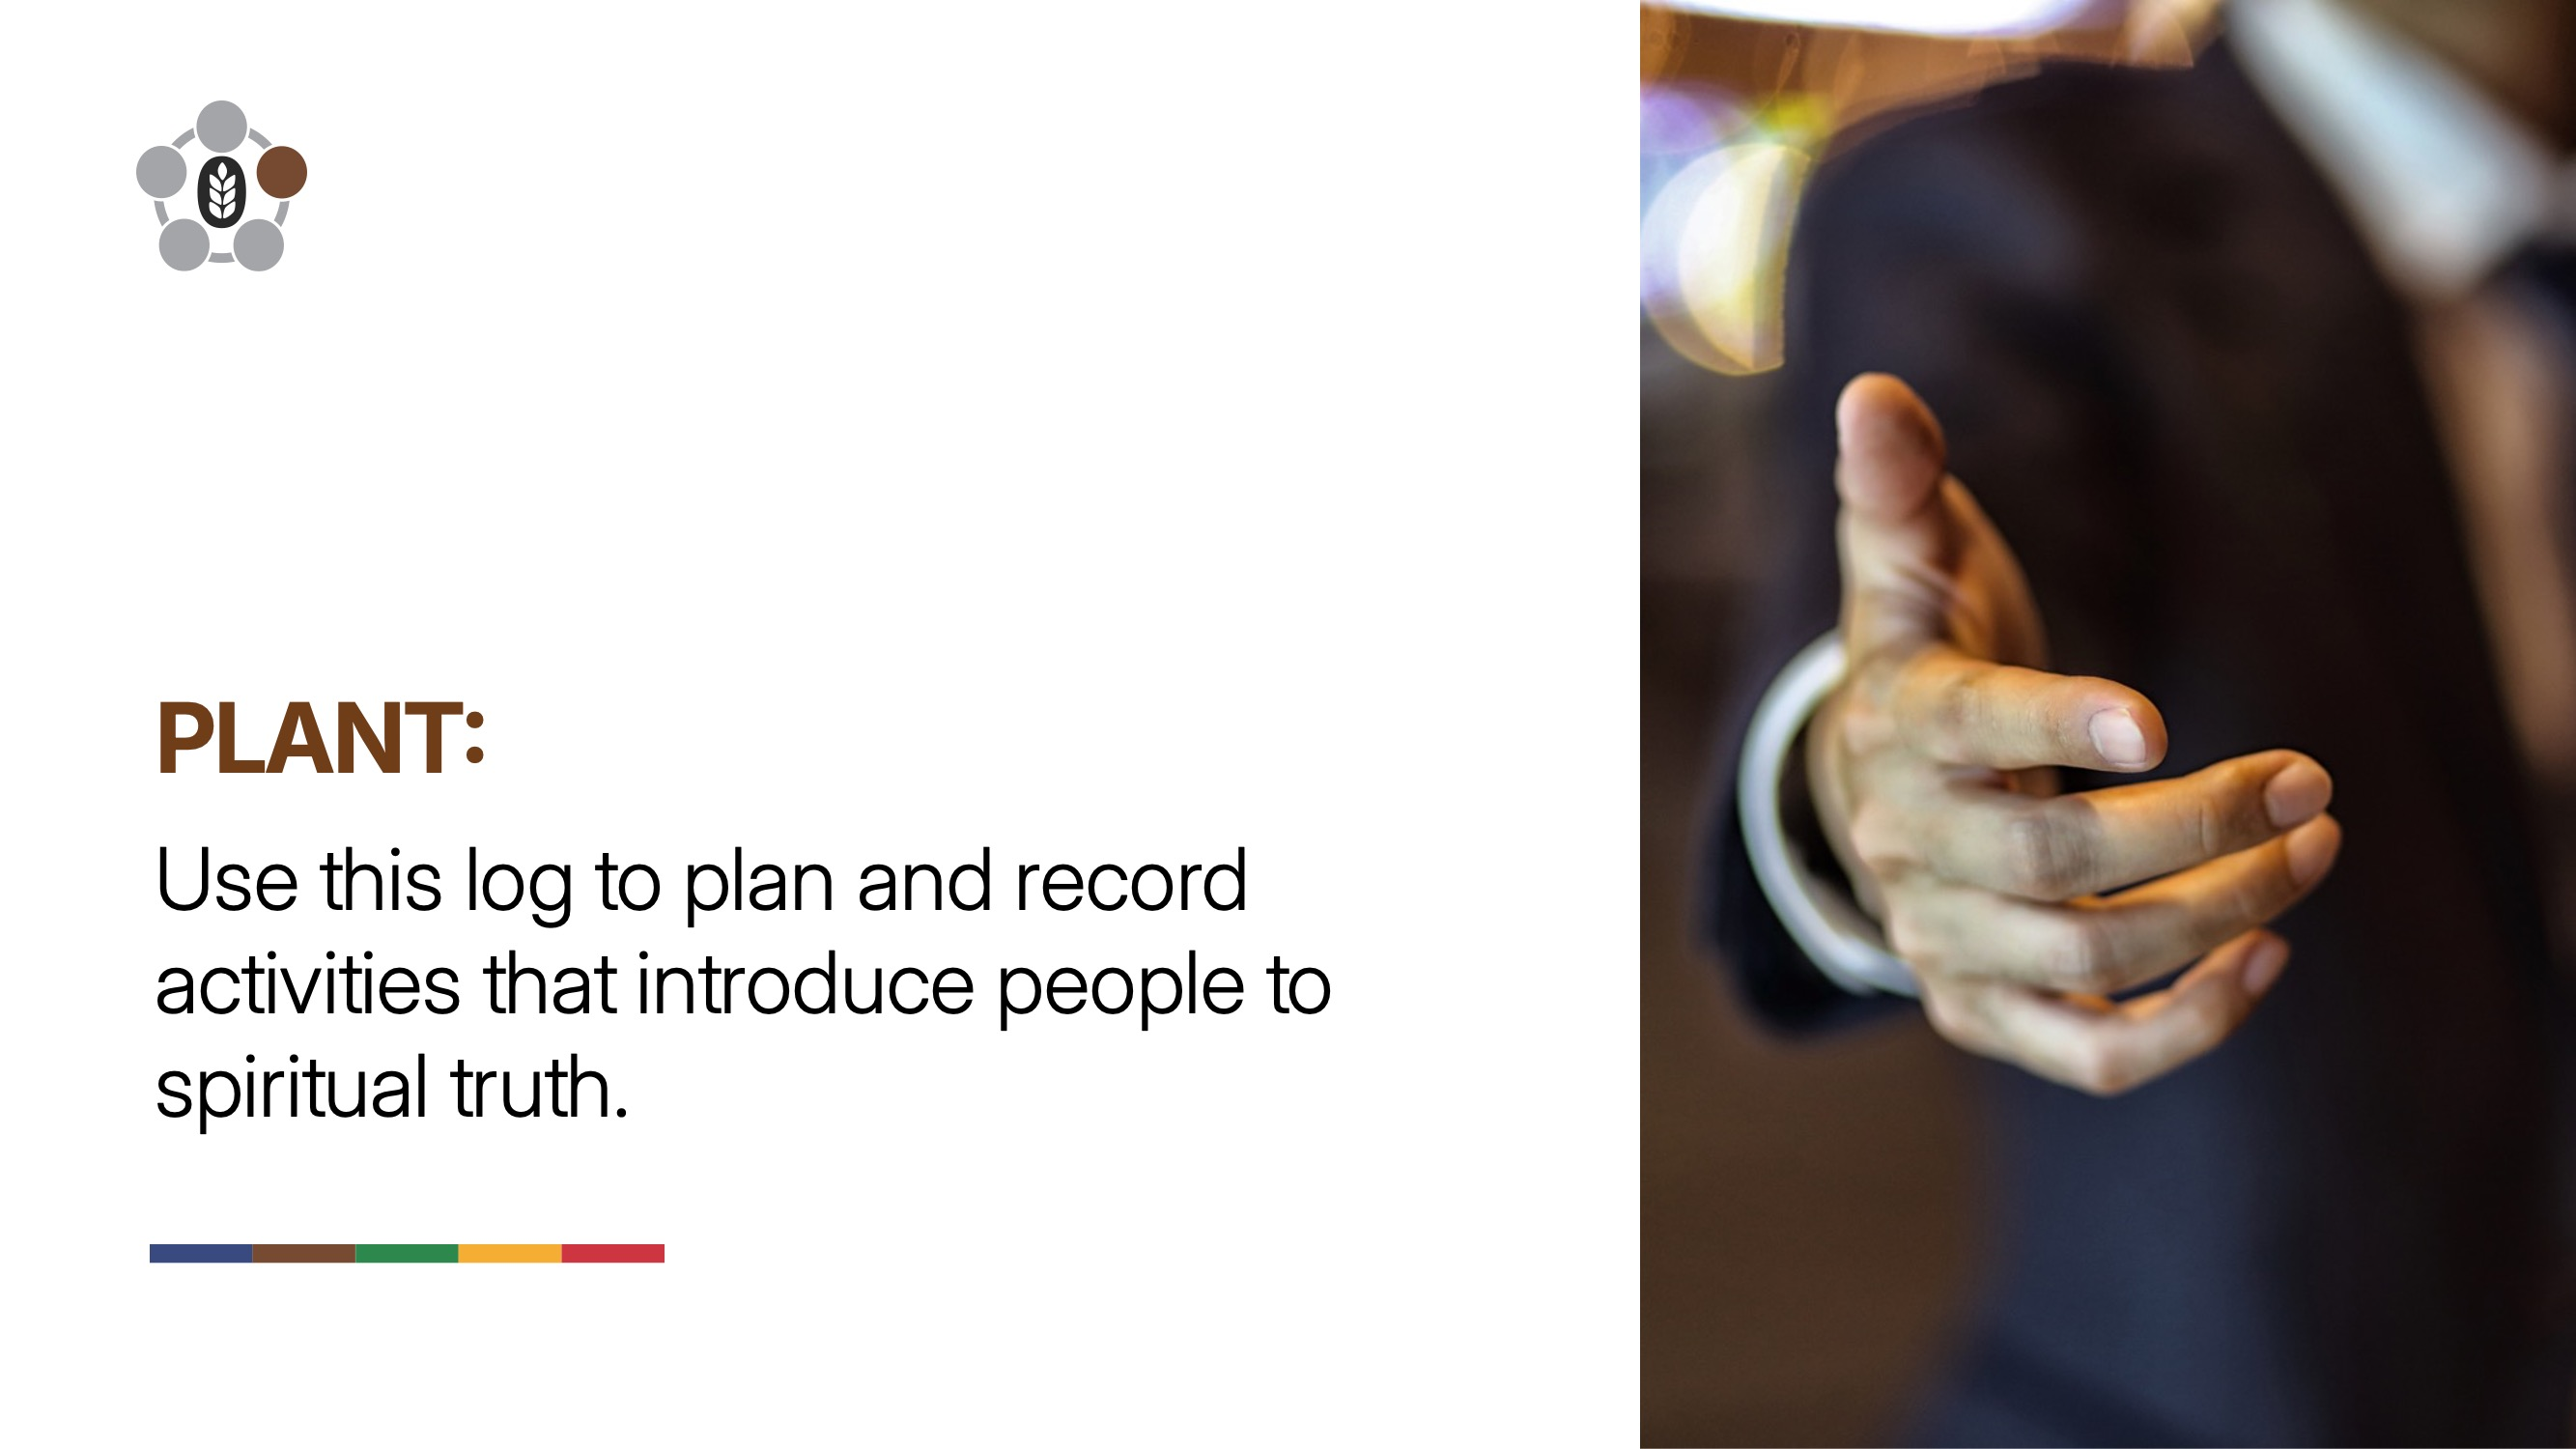 PLANT:
Use this log to plan and record
activities that introduce people to
spiritual truth.